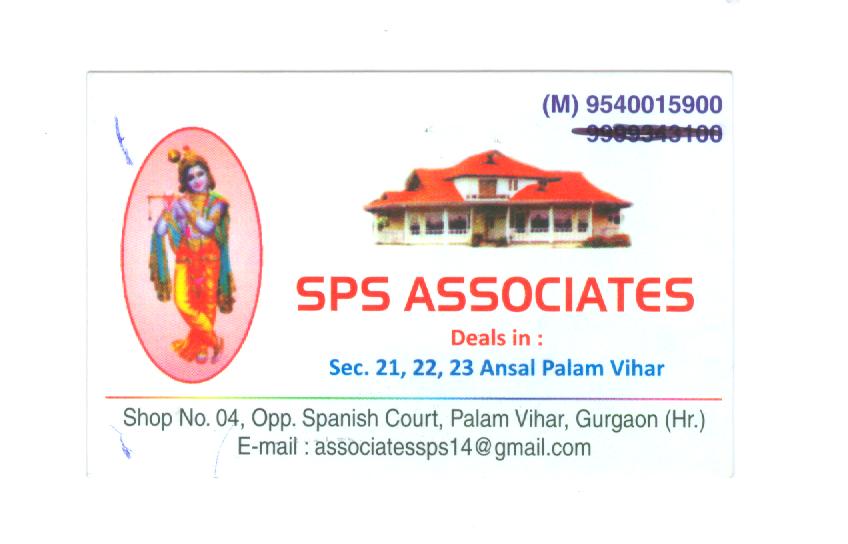 (M) 9540015900
SPS ASSOCIATES
Deals in :
Sec. 21, 22, 23 Ansal Palam Vihar
Shop No. 04, Opp. Spanish Court, Palam Vihar, Gurgaon (Hr.)
E-mail : associatessps14@gmail.com